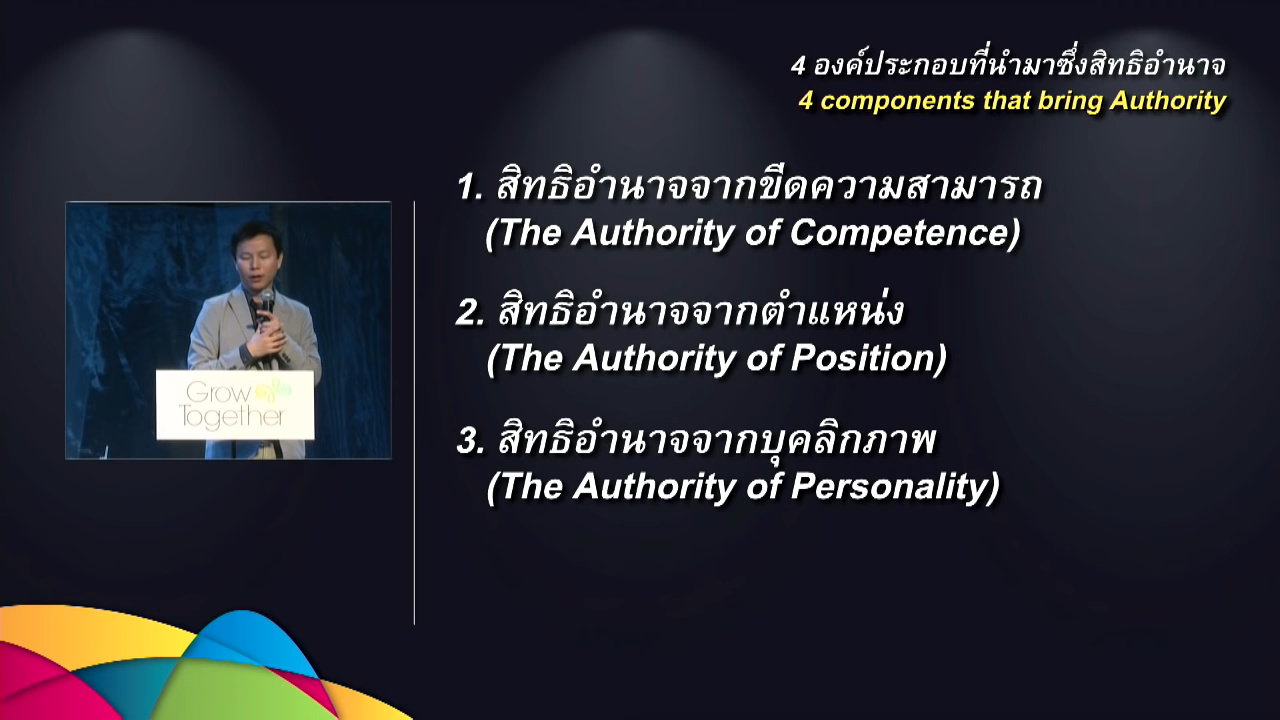 4 องค์ประกอบที่นำมาซึ่งสิทธิอำนาจ
4 components that bring Authority
1. สิทธิอำนาจจากขีดความสามารถ
(The Authority of Competence)
2. สิทธิอำนาจจากตำแหน่ง
(The Authority of Position)
3. สิทธิอำนาจจากบุคลิกภาพ
(The Authority of Personality)
Grow
Together